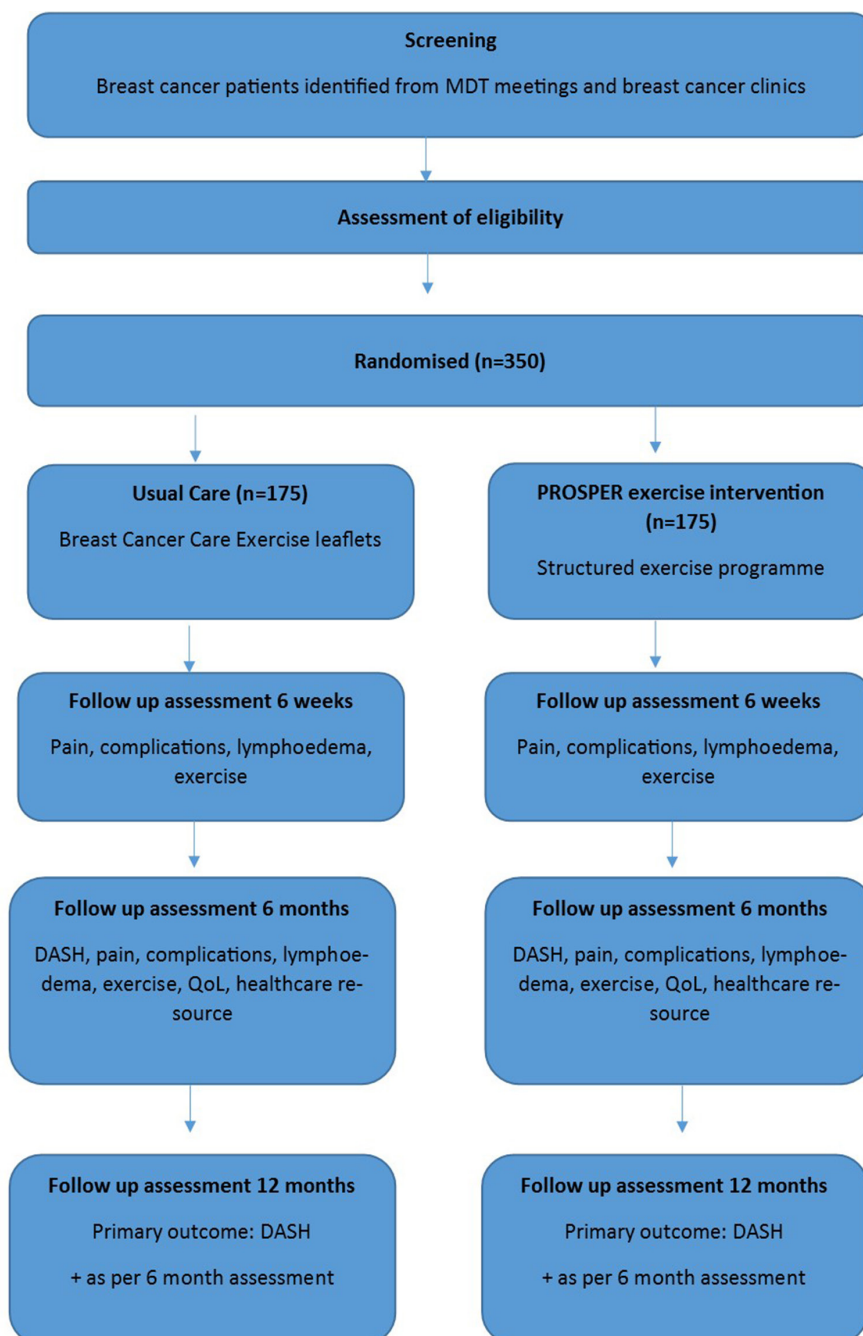 Screening
Breast cancer patients identified from MDT meetings and breast cancer clinics
Assessment of eligibility
Randomised (n=350)
Usual Care (n=175)
Breast Cancer Care Exercise leaflets
PROSPER exercise intervention
(n=175)
Structured exercise programme
Follow up assessment 6 weeks
Pain, complications, lymphoedema,
exercise
Follow up assessment 6 weeks
Pain, complications, lymphoedema,
exercise
Follow up assessment 6 months
DASH, pain, complications, lymphoe-
dema, exercise, QoL, healthcare re-
source
Follow up assessment 6 months
DASH, pain, complications, lymphoe-
dema, exercise, QoL, healthcare re-
source
Follow up assessment 12 months
Primary outcome: DASH
+ as per 6 month assessment
Follow up assessment 12 months
Primary outcome: DASH
+ as per 6 month assessment